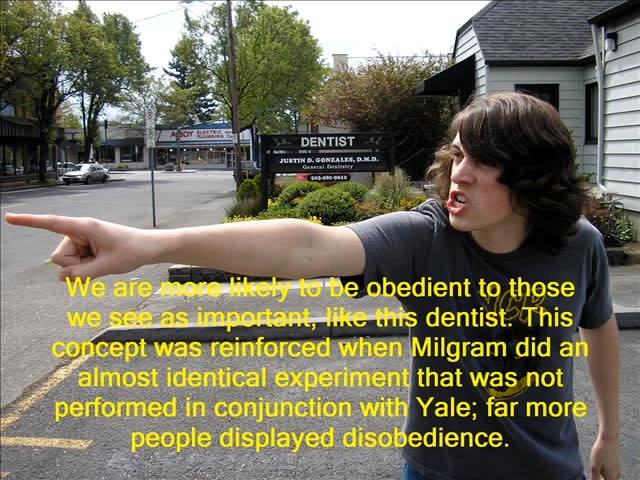 DENTIST
JUSTIN D. GONZALES, D.M.D.
General Dentistry
We are more likely to be obedient to those
we see as important, like this dentist. This
concept was reinforced when Milgram did an
almost identical experiment that was not
performed in conjunction with Yale; far more
people displayed disobedience.